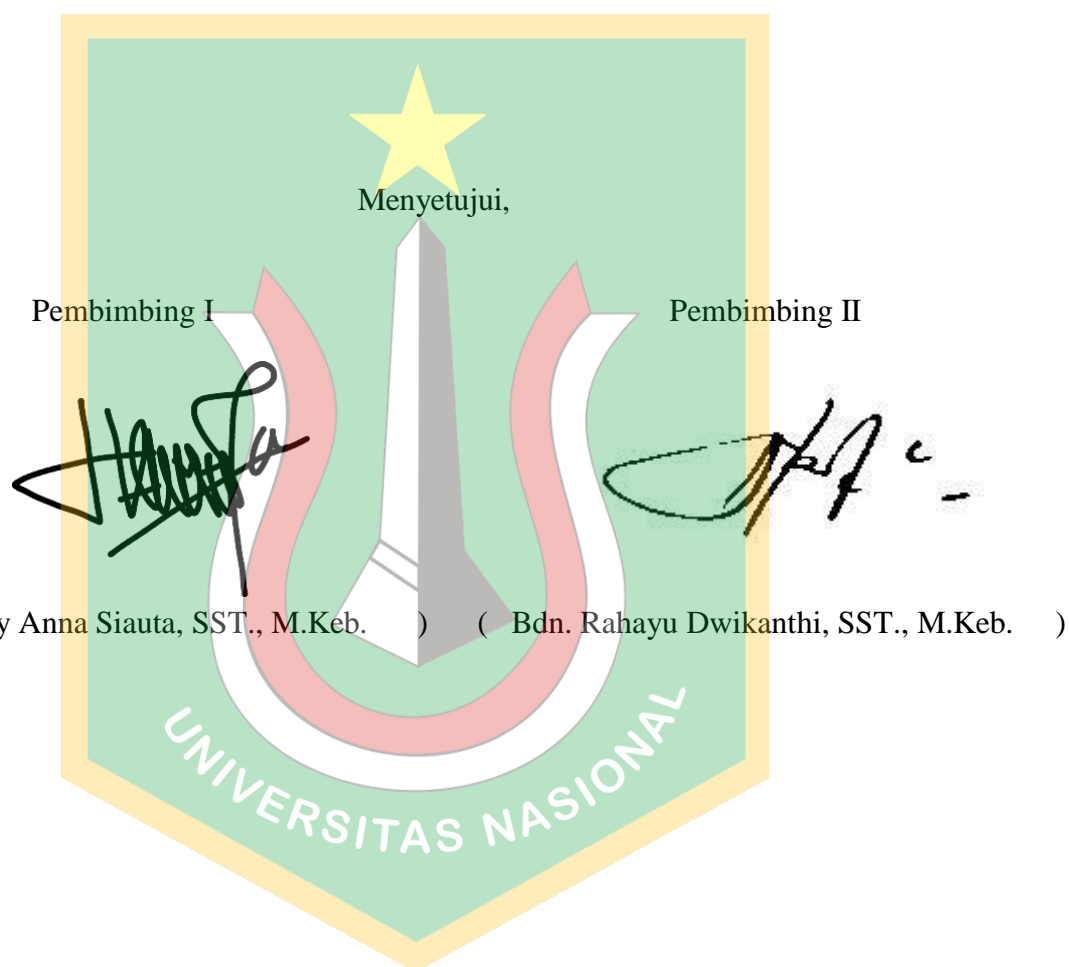 Menyetujui,
Pembimbing I Pembimbing II
y Anna Siauta, SST., M.Keb. ) ( Bdn. Rahayu Dwikanthi, SST., M.Keb. )
UNIVERSITAS NASIONAL